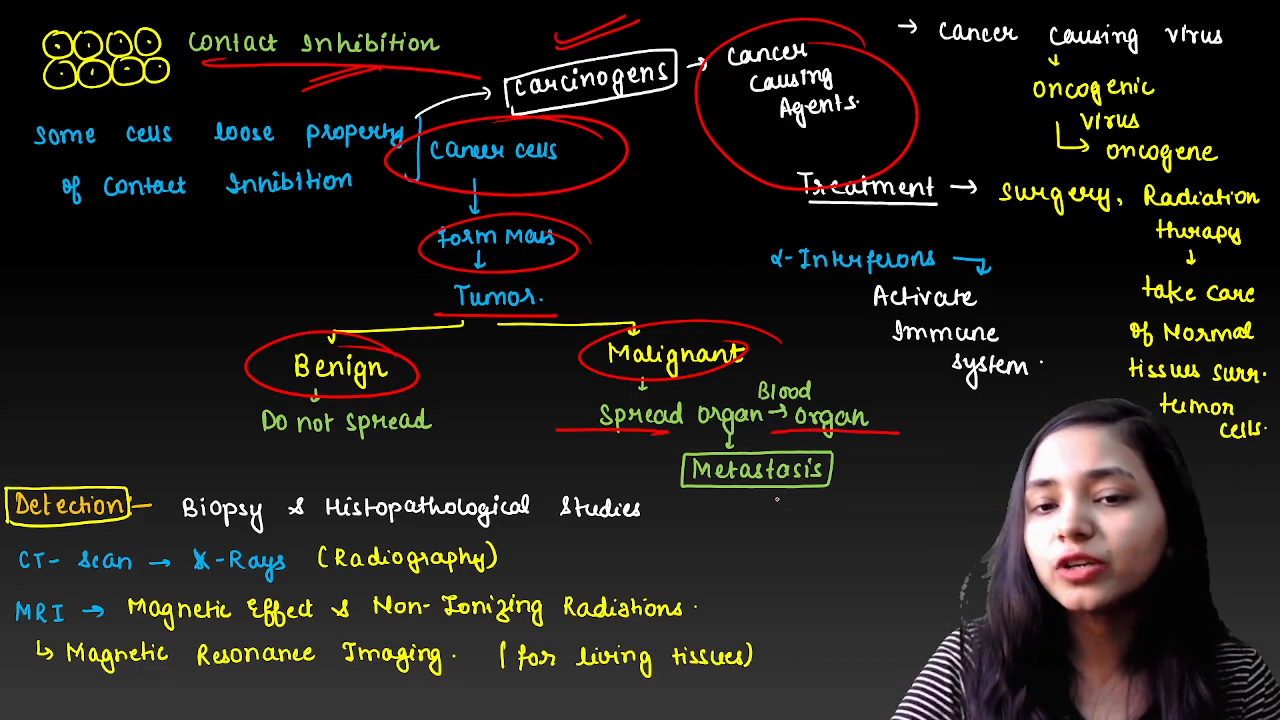 Contact Inhibition
Some cells loose property
of Contact Inhibition
Carcinogens → Cancer
Causing
Agents.
Cancer cells
Form Mass
Tumor.
Benign
Do not spread
Malignant
Spread organ → organ
Blood
Metastasis
→ Cancer Causing virus
oncogenic
virus
oncogene
Treatment → Surgery, Radiation
therapy
take care
of Normal
tissues surr.
tumor
cells.
α-Interferons
Activate
Immune
system.
Detection – Biopsy & Histopathological Studies
CT- Scan → X-Rays (Radiography)
MRI → Magnetic Effect & Non-Ionizing Radiations.
↳ Magnetic Resonance Imaging. (for living tissues)